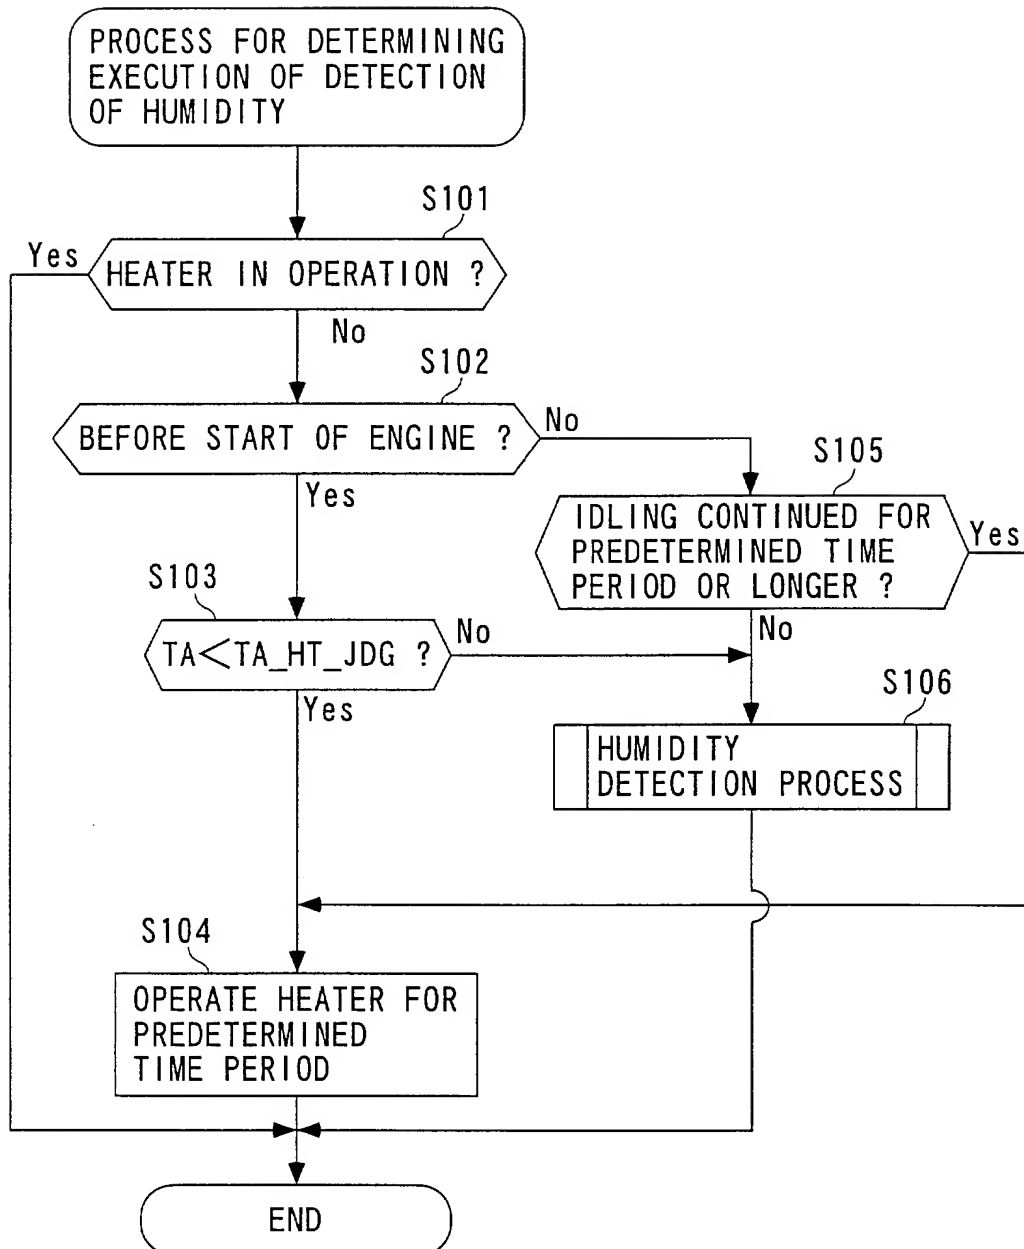 PROCESS FOR DETERMINING
EXECUTION OF DETECTION
OF HUMIDITY
S101
Yes
HEATER IN OPERATION ?
No
S102
BEFORE START OF ENGINE ?
No
Yes
S105
IDLING CONTINUED FOR
PREDETERMINED TIME
PERIOD OR LONGER ?
Yes
No
S103
TA<TA_HT_JDG ?
No
Yes
S106
HUMIDITY
DETECTION PROCESS
S104
OPERATE HEATER FOR
PREDETERMINED
TIME PERIOD
END